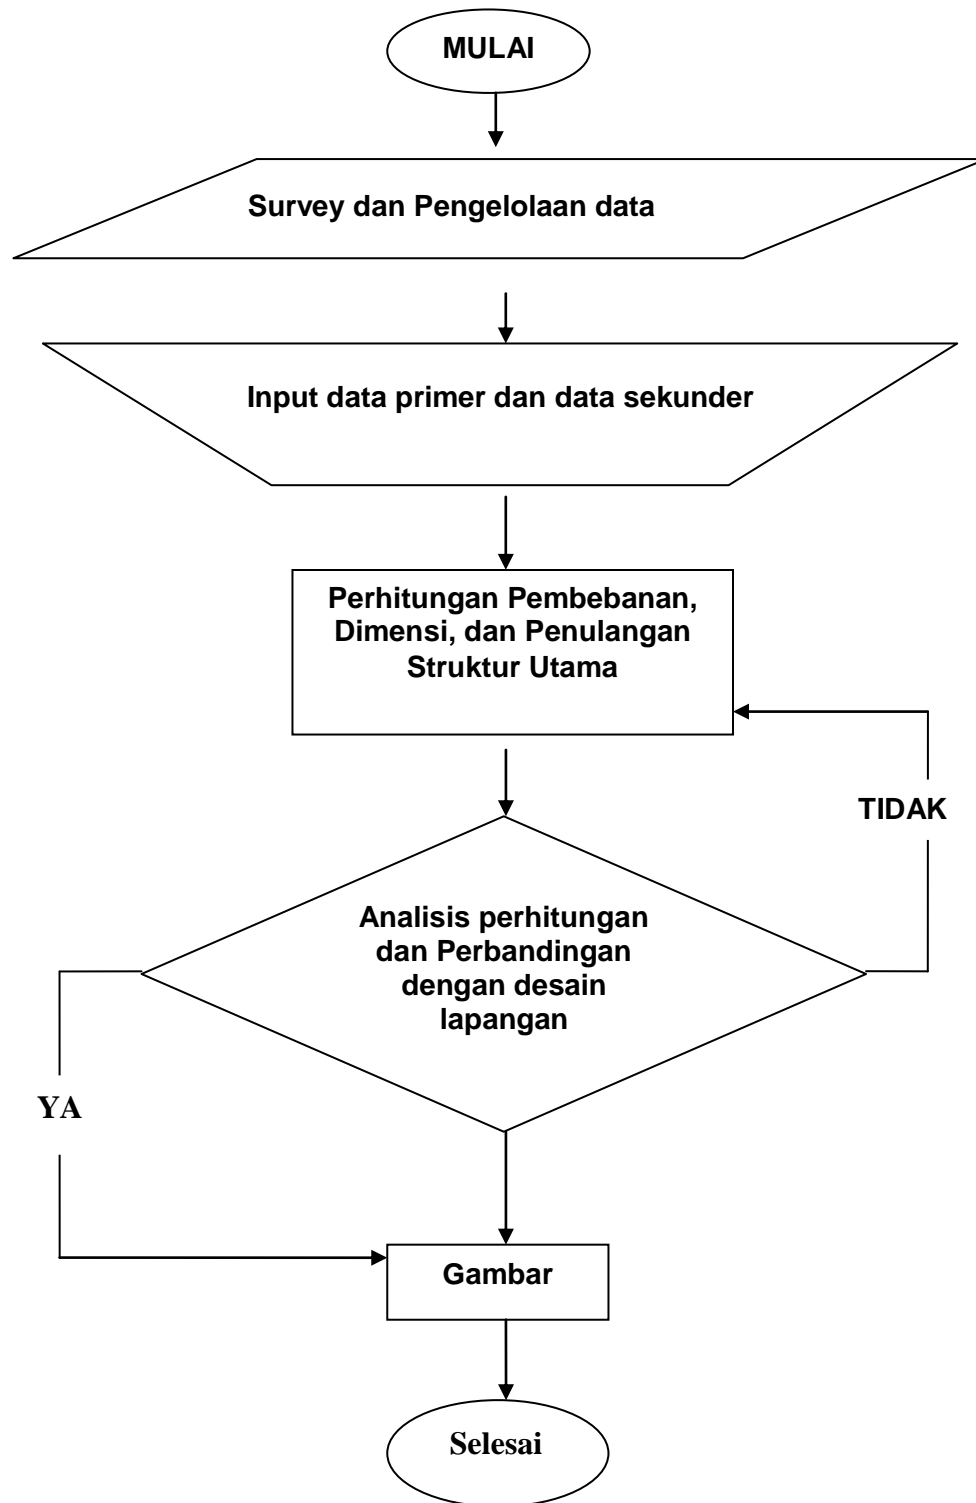 MULAI
Survey dan Pengelolaan data
Input data primer dan data sekunder
Perhitungan Pembebanan,
Dimensi, dan Penulangan
Struktur Utama
TIDAK
Analisis perhitungan
dan Perbandingan
dengan desain
lapangan
YA
Gambar
Selesai